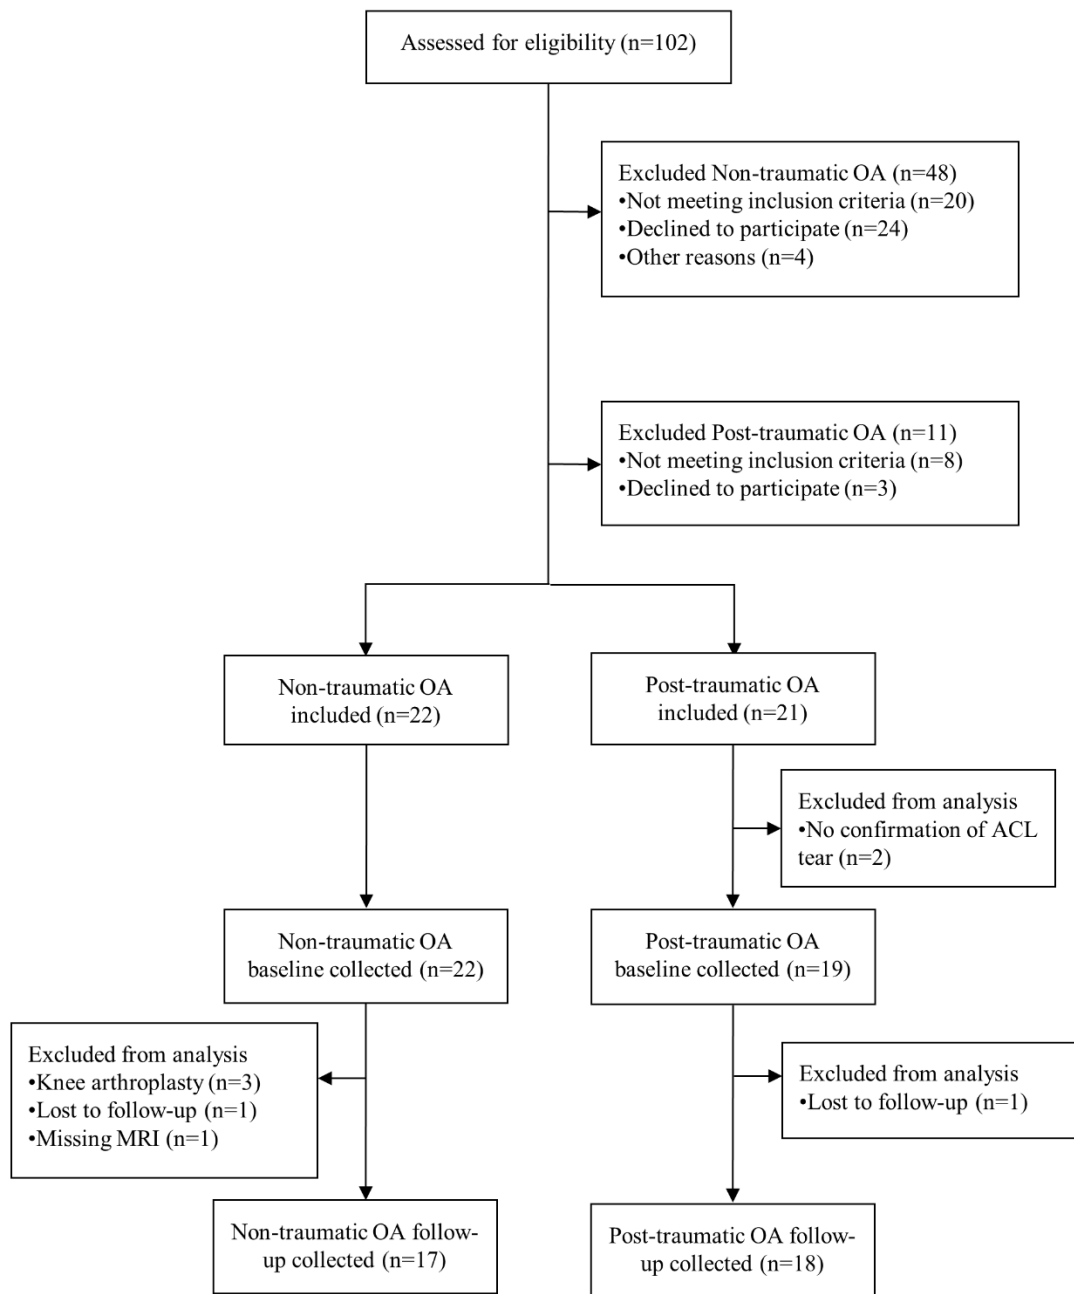 Assessed for eligibility (n=102)
Excluded Non-traumatic OA (n=48)
•Not meeting inclusion criteria (n=20)
•Declined to participate (n=24)
•Other reasons (n=4)
Excluded Post-traumatic OA (n=11)
•Not meeting inclusion criteria (n=8)
•Declined to participate (n=3)
Non-traumatic OA
included (n=22)
Post-traumatic OA
included (n=21)
Excluded from analysis
•No confirmation of ACL
tear (n=2)
Non-traumatic OA
baseline collected (n=22)
Post-traumatic OA
baseline collected (n=19)
Excluded from analysis
•Knee arthroplasty (n=3)
•Lost to follow-up (n=1)
•Missing MRI (n=1)
Excluded from analysis
•Lost to follow-up (n=1)
Non-traumatic OA follow-
up collected (n=17)
Post-traumatic OA follow-
up collected (n=18)